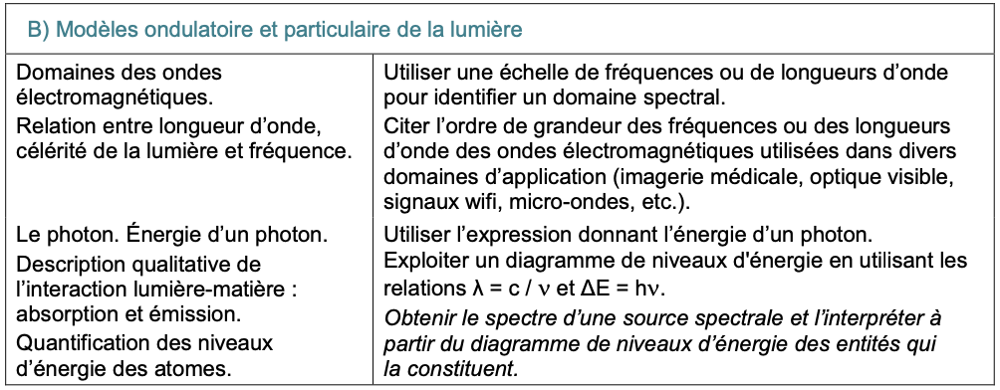 B) Modèles ondulatoire et particulaire de la lumière
Domaines des ondes
électromagnétiques.
Relation entre longueur d’onde,
célérité de la lumière et fréquence.
Utiliser une échelle de fréquences ou de longueurs d’onde
pour identifier un domaine spectral.
Citer l’ordre de grandeur des fréquences ou des longueurs
d’onde des ondes électromagnétiques utilisées dans divers
domaines d’application (imagerie médicale, optique visible,
signaux wifi, micro-ondes, etc.).
Le photon. Énergie d’un photon.
Description qualitative de
l’interaction lumière-matière :
absorption et émission.
Quantification des niveaux
d’énergie des atomes.
Utiliser l’expression donnant l’énergie d’un photon.
Exploiter un diagramme de niveaux d'énergie en utilisant les
relations λ = c / ν et ΔE = hν.
Obtenir le spectre d’une source spectrale et l’interpréter à
partir du diagramme de niveaux d’énergie des entités qui
la constituent.